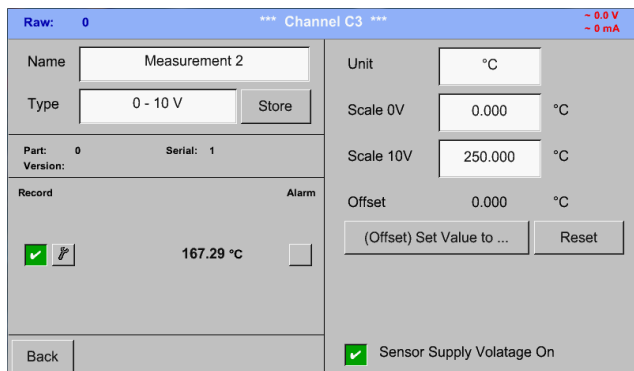 Raw: 0 *** Channel C3 *** ~ 0.0 V
~ 0 mA
Name Measurement 2
Type 0 - 10 V Store
Part: 0 Serial: 1
Version:
Record Alarm
167.29 °C
Back
Unit °C
Scale 0V 0.000 °C
Scale 10V 250.000 °C
Offset 0.000 °C
(Offset) Set Value to ... Reset
Sensor Supply Volatage On